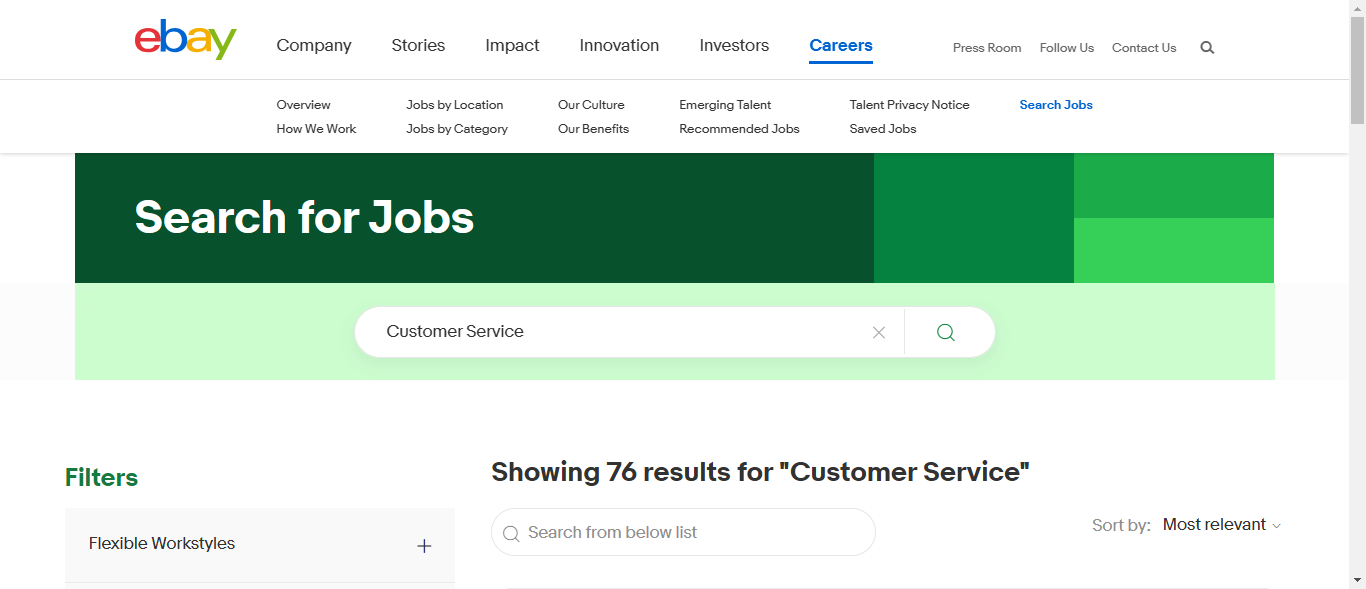 ebay
Company Stories Impact Innovation Investors Careers Press Room Follow Us Contact Us
Overview Jobs by Location Our Culture Emerging Talent Talent Privacy Notice Search Jobs
How We Work Jobs by Category Our Benefits Recommended Jobs Saved Jobs
Search for Jobs
Customer Service
Filters
Showing 76 results for "Customer Service"
Flexible Workstyles
Search from below list
Sort by: Most relevant